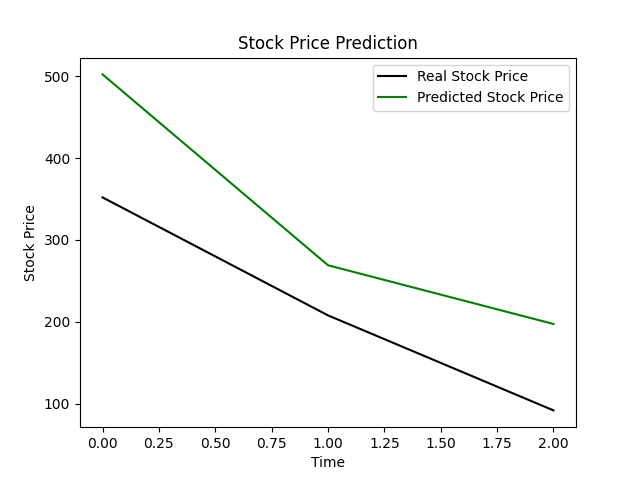 Stock Price Prediction
Real Stock Price
Predicted Stock Price
500
400
300
200
100
Stock Price
0.00 0.25 0.50 0.75 1.00 1.25 1.50 1.75 2.00
Time